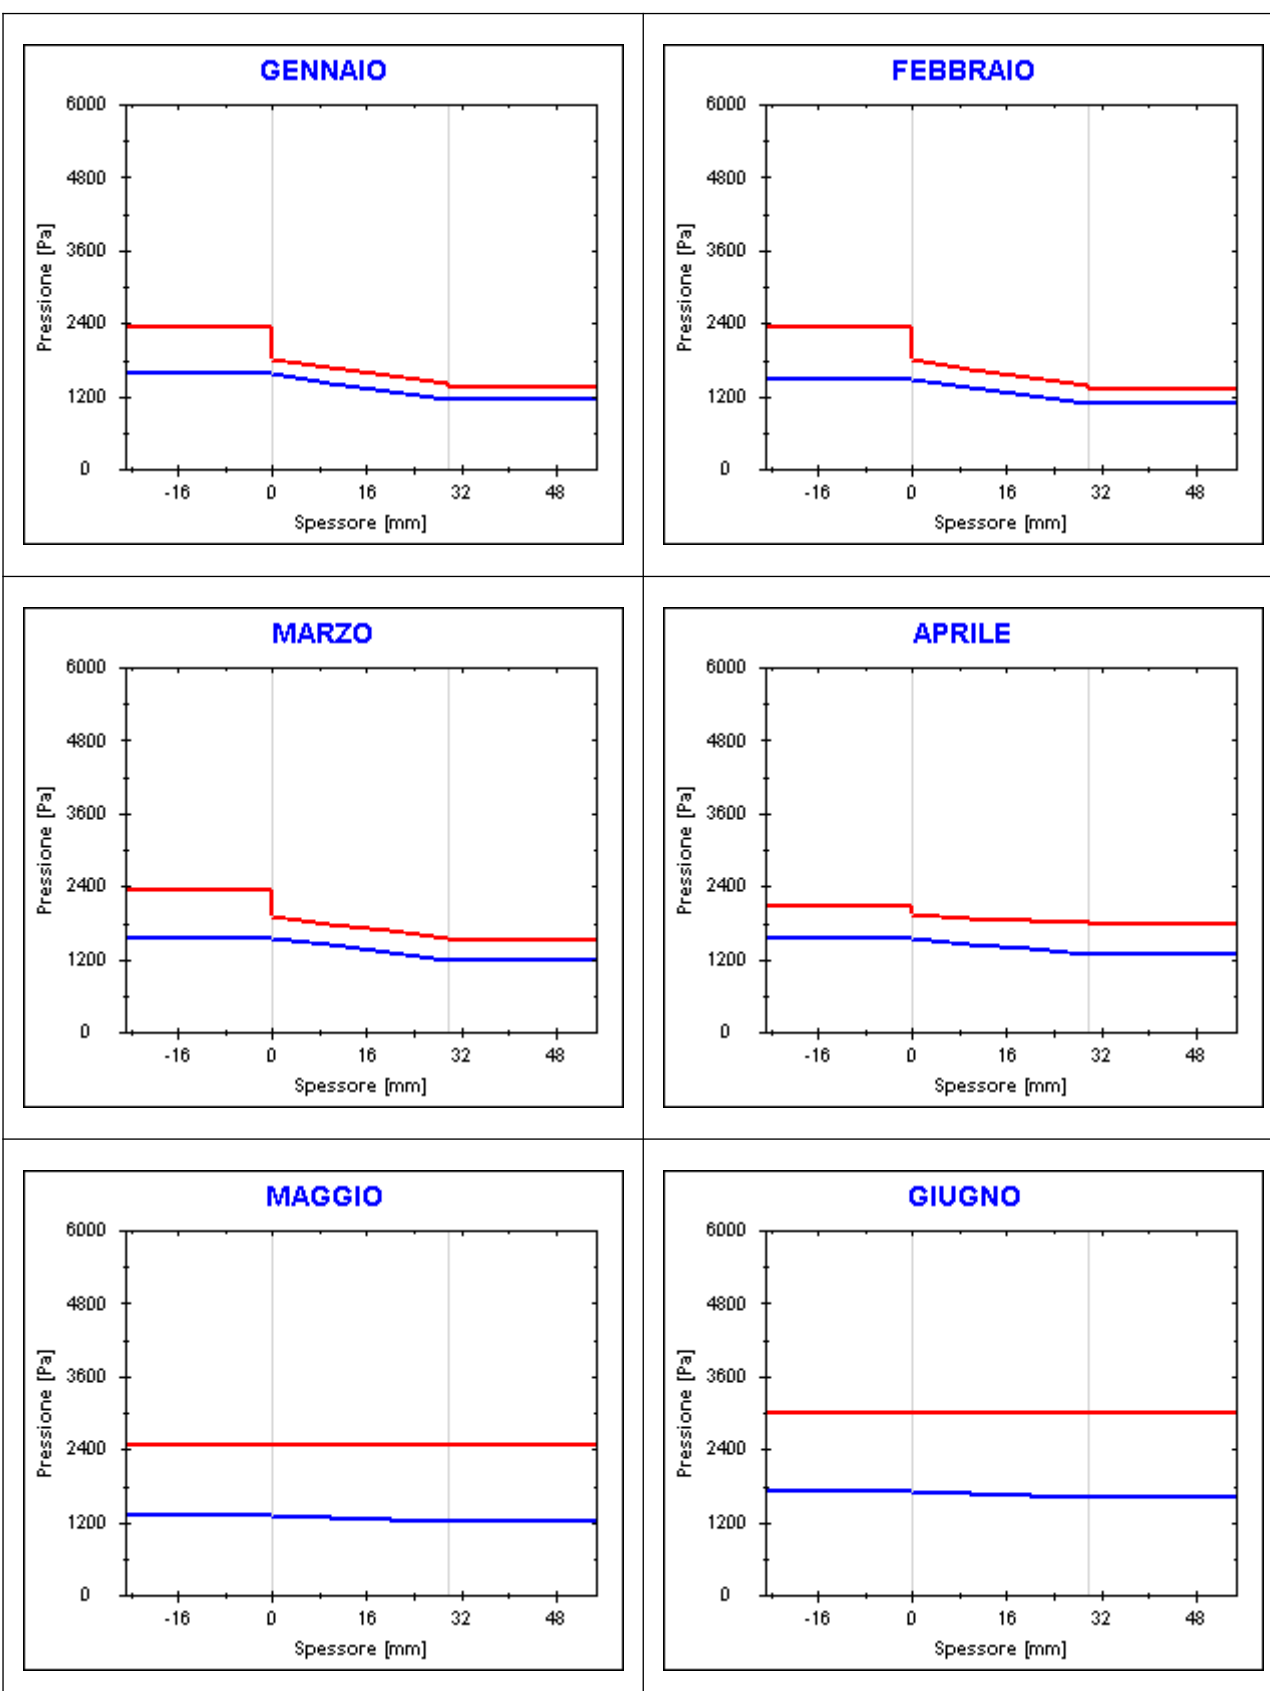 GENNAIO
6000
4800
3600
2400
1200
0
Pressione [Pa]
-16 0 16 32 48
Spessore [mm]
FEBBRAIO
6000
4800
3600
2400
1200
0
Pressione [Pa]
-16 0 16 32 48
Spessore [mm]
MARZO
6000
4800
3600
2400
1200
0
Pressione [Pa]
-16 0 16 32 48
Spessore [mm]
APRILE
6000
4800
3600
2400
1200
0
Pressione [Pa]
-16 0 16 32 48
Spessore [mm]
MAGGIO
6000
4800
3600
2400
1200
0
Pressione [Pa]
-16 0 16 32 48
Spessore [mm]
GIUGNO
6000
4800
3600
2400
1200
0
Pressione [Pa]
-16 0 16 32 48
Spessore [mm]